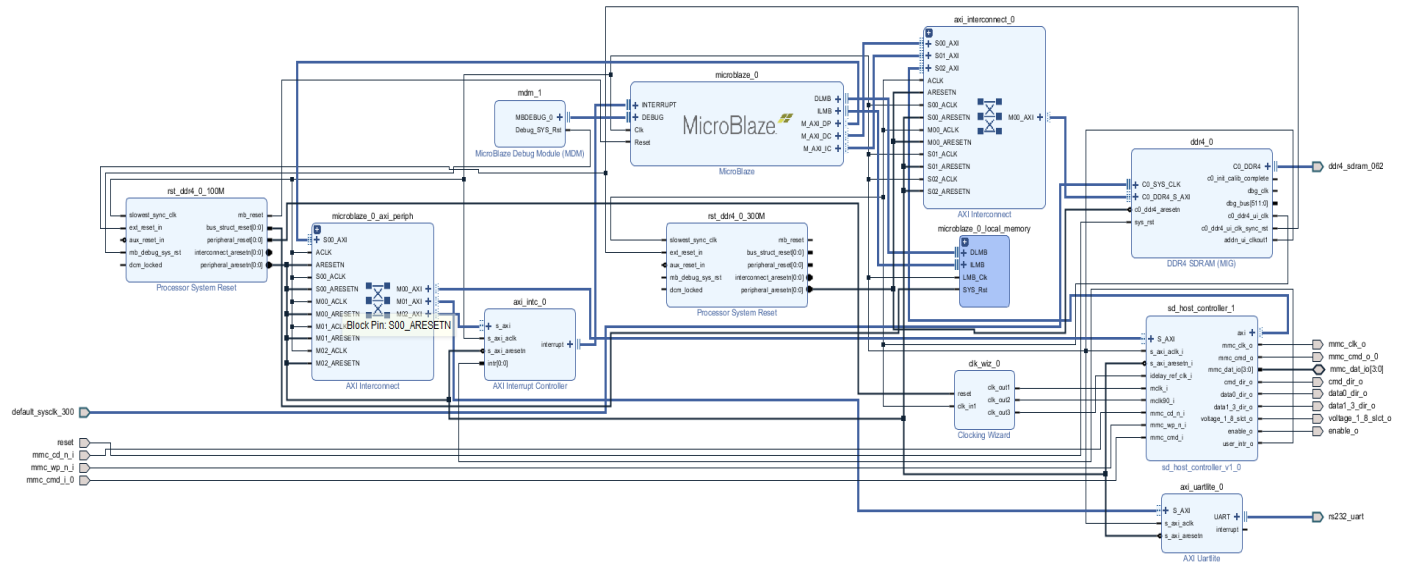 axi_interconnect_0
S00_AXI
S01_AXI
S02_AXI
ACLK
ARESETN
S00_ACLK
S00_ARESETN
M00_ACLK
M00_ARESETN
S01_ACLK
S01_ARESETN
S02_ACLK
S02_ARESETN
M00_AXI
AXI Interconnect
microblaze_0
INTERRUPT
DEBUG
Clk
Reset
MicroBlaze
DLMB
ILMB
M_AXI_DP
M_AXI_DC
M_AXI_IC
MicroBlaze
mdm_1
MBDEBUG_0
Debug_SYS_Rst
MicroBlaze Debug Module (MDM)
ddr4_0
C0_SYS_CLK
C0_DDR4_S_AXI
c0_ddr4_aresetn
sys_rst
C0_DDR4
c0_init_calib_complete
dbg_clk
dbg_bus[511:0]
c0_ddr4_ui_clk
c0_ddr4_ui_clk_sync_rst
addn_ui_clkout1
DDR4 SDRAM (MIG)
ddr4_sdram_062
rst_ddr4_0_100M
slowest_sync_clk
ext_reset_in
aux_reset_in
mb_debug_sys_rst
dcm_locked
mb_reset
bus_struct_reset[0:0]
peripheral_reset[0:0]
interconnect_aresetn[0:0]
peripheral_aresetn[0:0]
Processor System Reset
microblaze_0_axi_periph
S00_AXI
ACLK
ARESETN
S00_ACLK
S00_ARESETN
M00_ACLK
M00_ARESETN
M01_ACLK
M01_ARESETN
M02_ACLK
M02_ARESETN
M00_AXI
M01_AXI
M02_AXI
Block Pin: S00_ARESETN
AXI Interconnect
rst_ddr4_0_300M
slowest_sync_clk
ext_reset_in
aux_reset_in
mb_debug_sys_rst
dcm_locked
mb_reset
bus_struct_reset[0:0]
peripheral_reset[0:0]
interconnect_aresetn[0:0]
peripheral_aresetn[0:0]
Processor System Reset
microblaze_0_local_memory
DLMB
ILMB
LMB_Clk
SYS_Rst
axi_intc_0
s_axi
s_axi_aclk
s_axi_aresetn
intr[0:0]
interrupt
AXI Interrupt Controller
clk_wiz_0
reset
clk_in1
clk_out1
clk_out2
clk_out3
Clocking Wizard
sd_host_controller_1
S_AXI
s_axi_aclk_i
s_axi_aresetn_i
idelay_ref_clk_i
mclk_i
mclk90_i
mmc_cd_n_i
mmc_wp_n_i
mmc_cmd_i
axi
mmc_clk_o
mmc_cmd_o
mmc_dat_io[3:0]
cmd_dir_o
data0_dir_o
data1_3_dir_o
voltage_1_8_slct_o
enable_o
user_intr_o
sd_host_controller_v1_0
mmc_clk_o
mmc_cmd_o_0
mmc_dat_io[3:0]
cmd_dir_o
data0_dir_o
data1_3_dir_o
voltage_1_8_slct_o
enable_o
default_sysclk_300
reset
mmc_cd_n_i
mmc_wp_n_i
mmc_cmd_i_0
axi_uartlite_0
S_AXI
s_axi_aclk
s_axi_aresetn
UART
interrupt
AXI Uartlite
rs232_uart